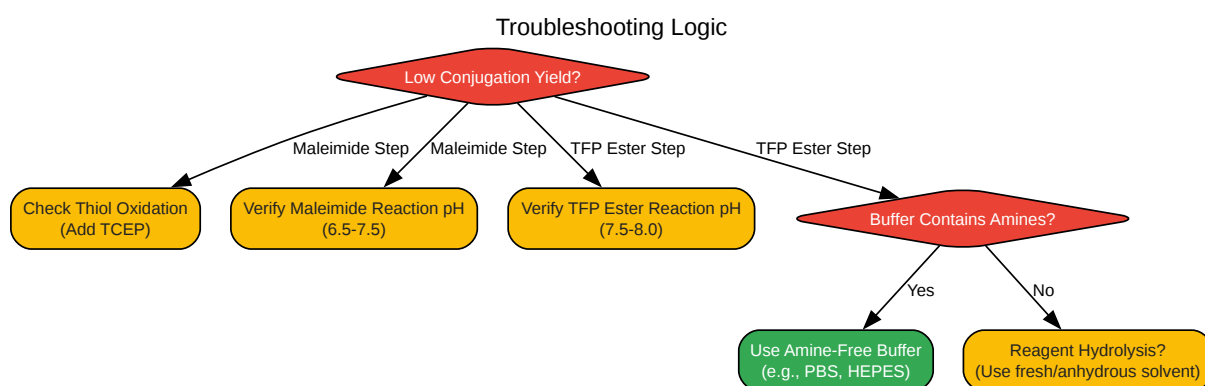 Troubleshooting Logic
Low Conjugation Yield?
Maleimide Step
Maleimide Step
TFP Ester Step
TFP Ester Step
Check Thiol Oxidation
(Add TCEP)
Verify Maleimide Reaction pH
(6.5-7.5)
Verify TFP Ester Reaction pH
(7.5-8.0)
Buffer Contains Amines?
Yes
No
Use Amine-Free Buffer
(e.g., PBS, HEPES)
Reagent Hydrolysis?
(Use fresh/anhydrous solvent)